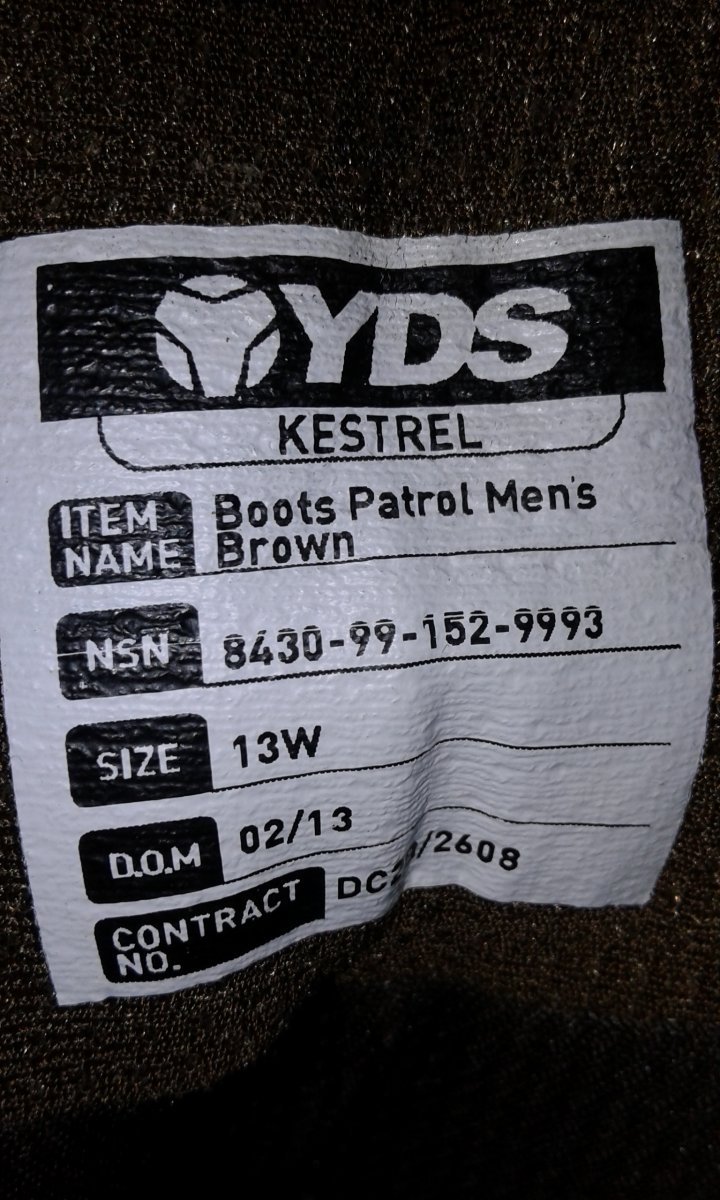 YDS
KESTREL
ITEM NAME Boots Patrol Men's
Brown
NSN 8430-99-152-9993
SIZE 13W
D.O.M 02/13
CONTRACT
NO.